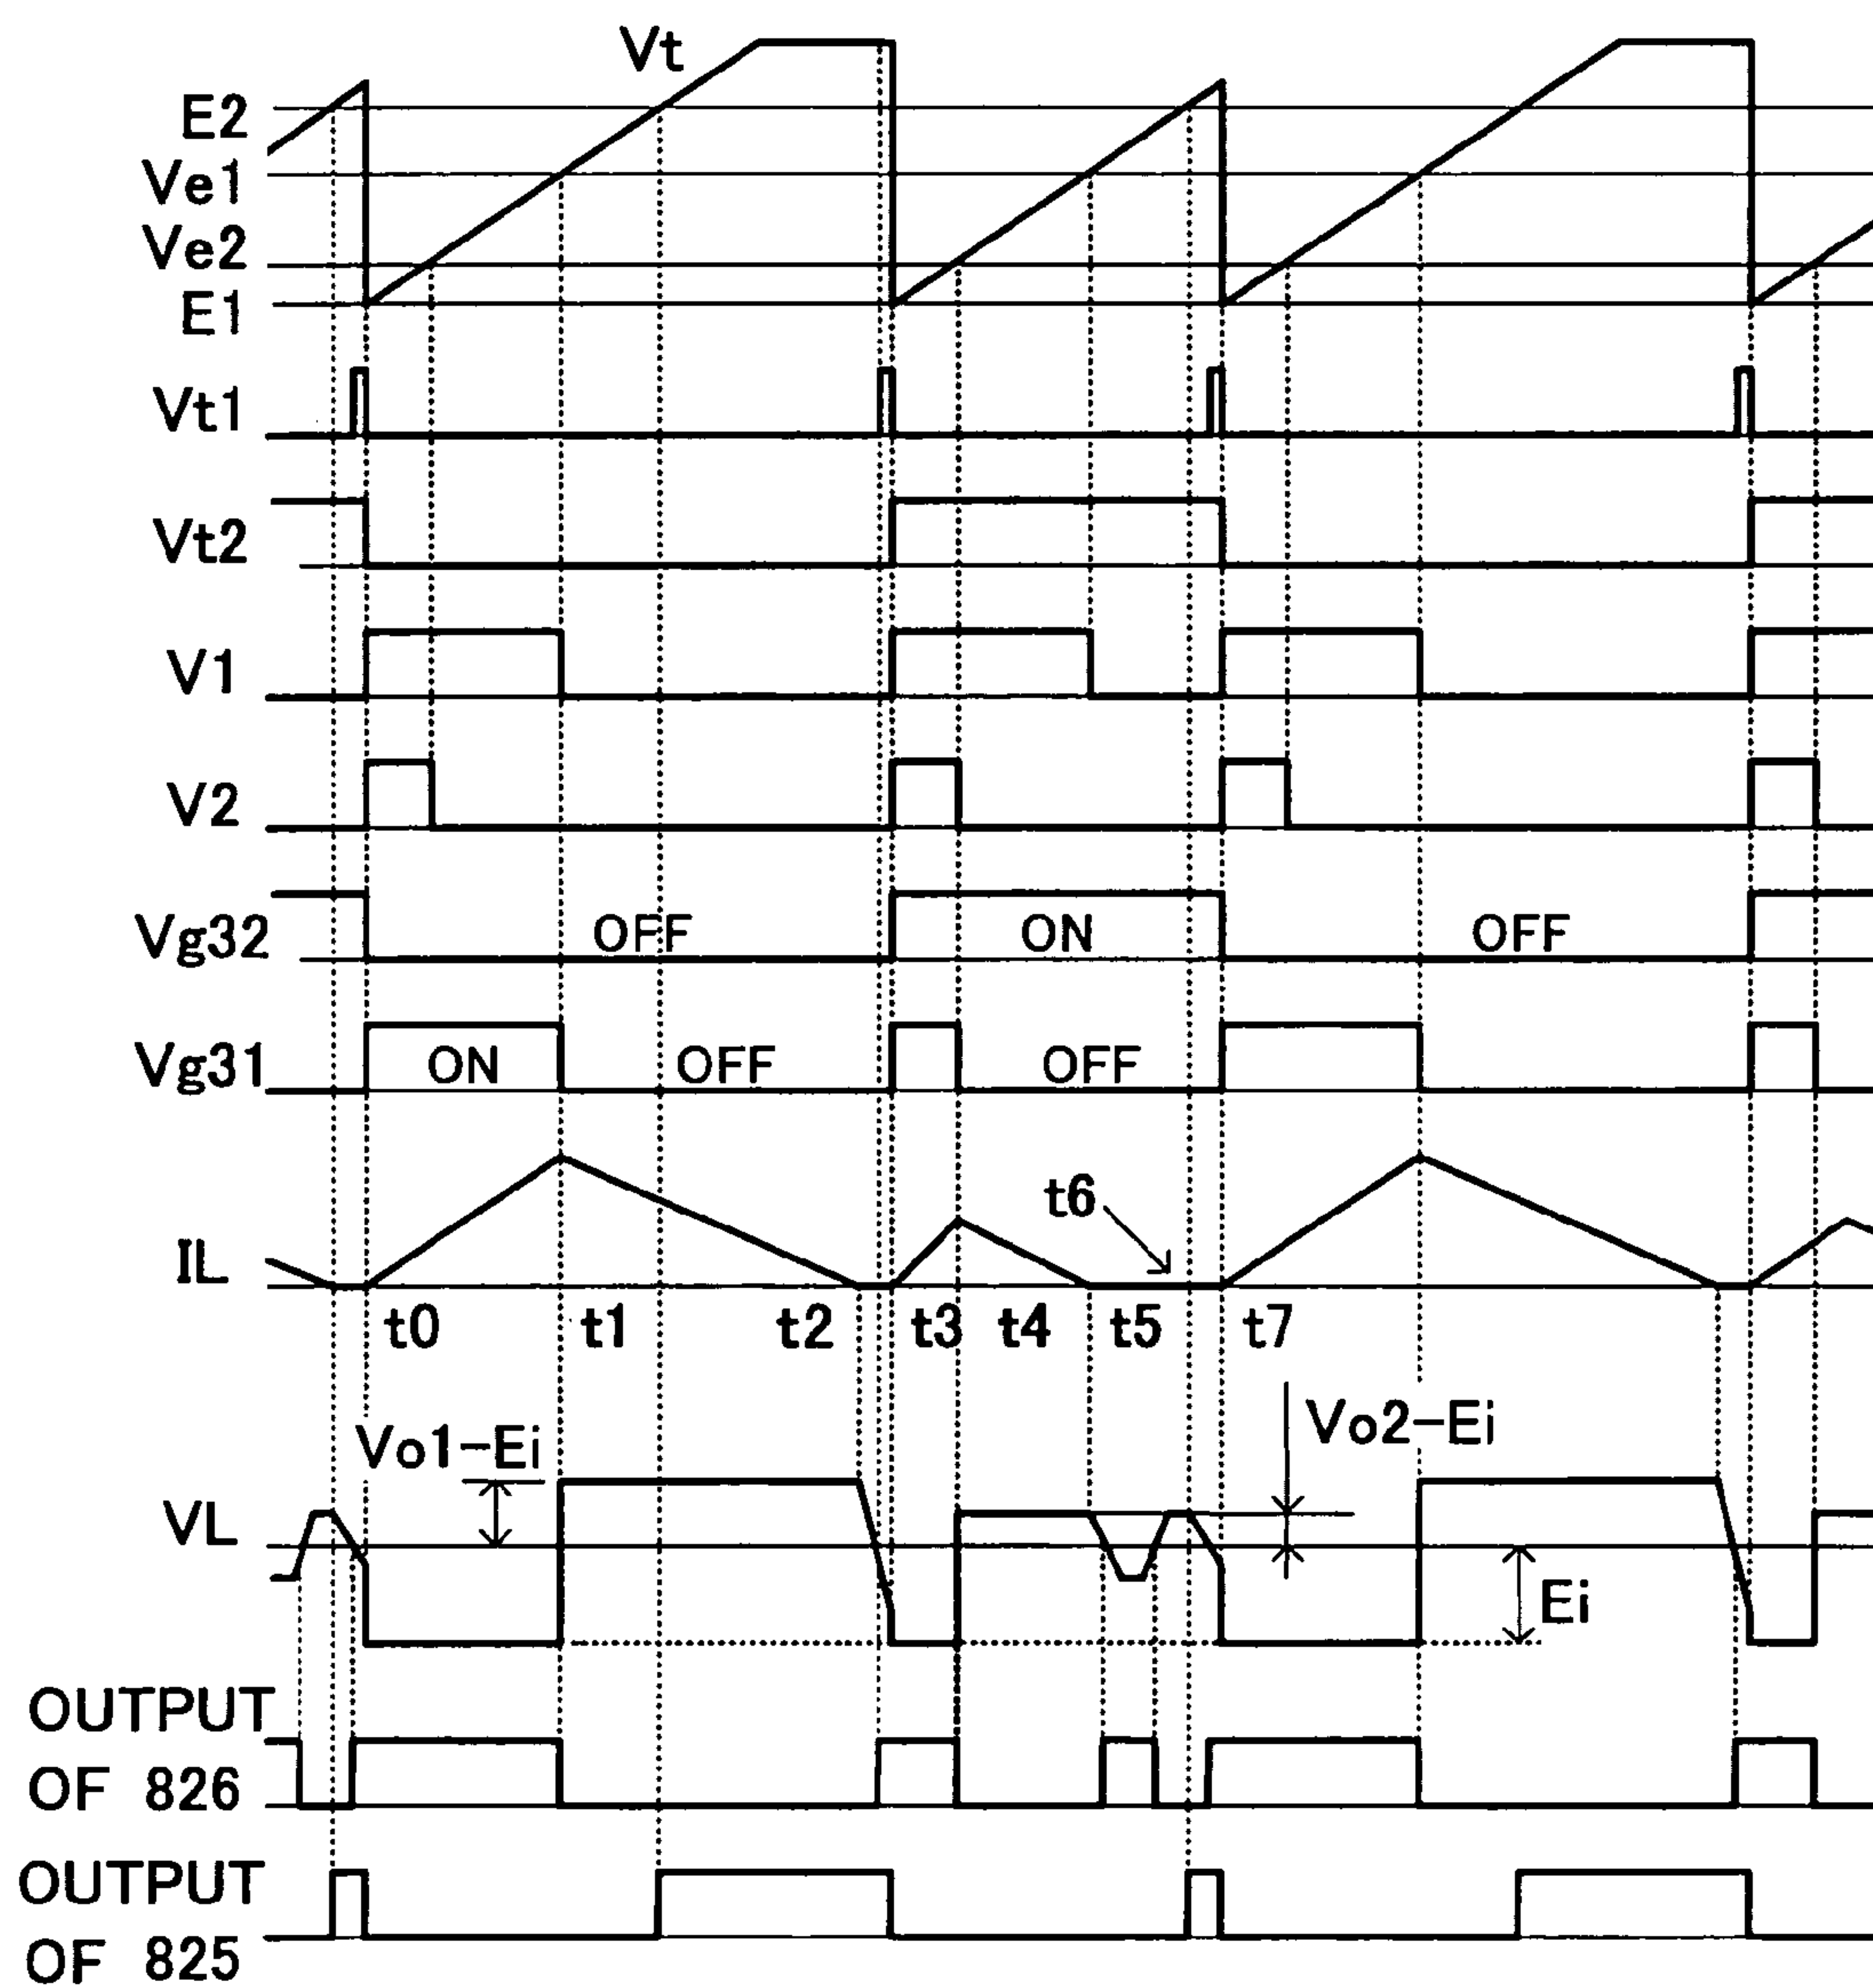 Vt
E2
Ve1
Ve2
E1
Vt1
Vt2
V1
V2
Vg32 OFF ON OFF
Vg31 ON OFF OFF
t6
IL
t0 t1 t2 t3 t4 t5 t7
Vo1-Ei Vo2-Ei
VL
Ei
OUTPUT
OF 826
OUTPUT
OF 825